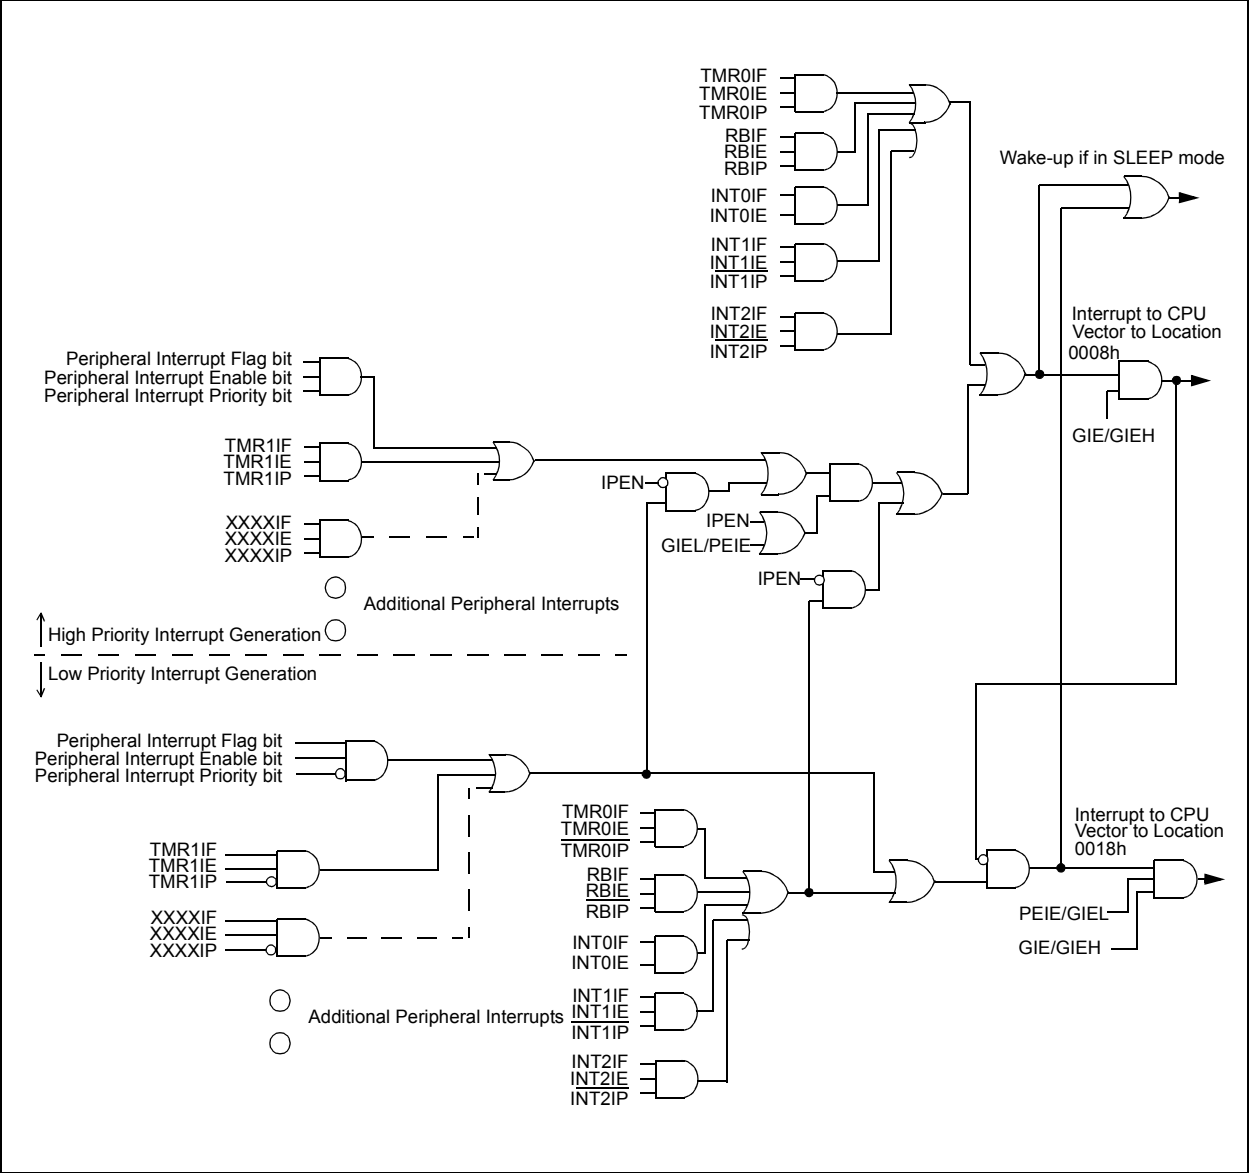 TMR0IF
TMR0IE
TMR0IP
RBIF
RBIE
RBIP
INT0IF
INT0IE
INT1IF
INT1IE
INT1IP
INT2IF
INT2IE
INT2IP
Wake-up if in SLEEP mode
Interrupt to CPU
Vector to Location
0008h
GIE/GIEH
Peripheral Interrupt Flag bit
Peripheral Interrupt Enable bit
Peripheral Interrupt Priority bit
TMR1IF
TMR1IE
TMR1IP
XXXXIF
XXXXIE
XXXXIP
IPEN
IPEN
GIEL/PEIE
IPEN
Additional Peripheral Interrupts
High Priority Interrupt Generation
Low Priority Interrupt Generation
Peripheral Interrupt Flag bit
Peripheral Interrupt Enable bit
Peripheral Interrupt Priority bit
TMR1IF
TMR1IE
TMR1IP
XXXXIF
XXXXIE
XXXXIP
Additional Peripheral Interrupts
TMR0IF
TMR0IE
TMR0IP
RBIF
RBIE
RBIP
INT0IF
INT0IE
INT1IF
INT1IE
INT1IP
INT2IF
INT2IE
INT2IP
Interrupt to CPU
Vector to Location
0018h
PEIE/GIEL
GIE/GIEH